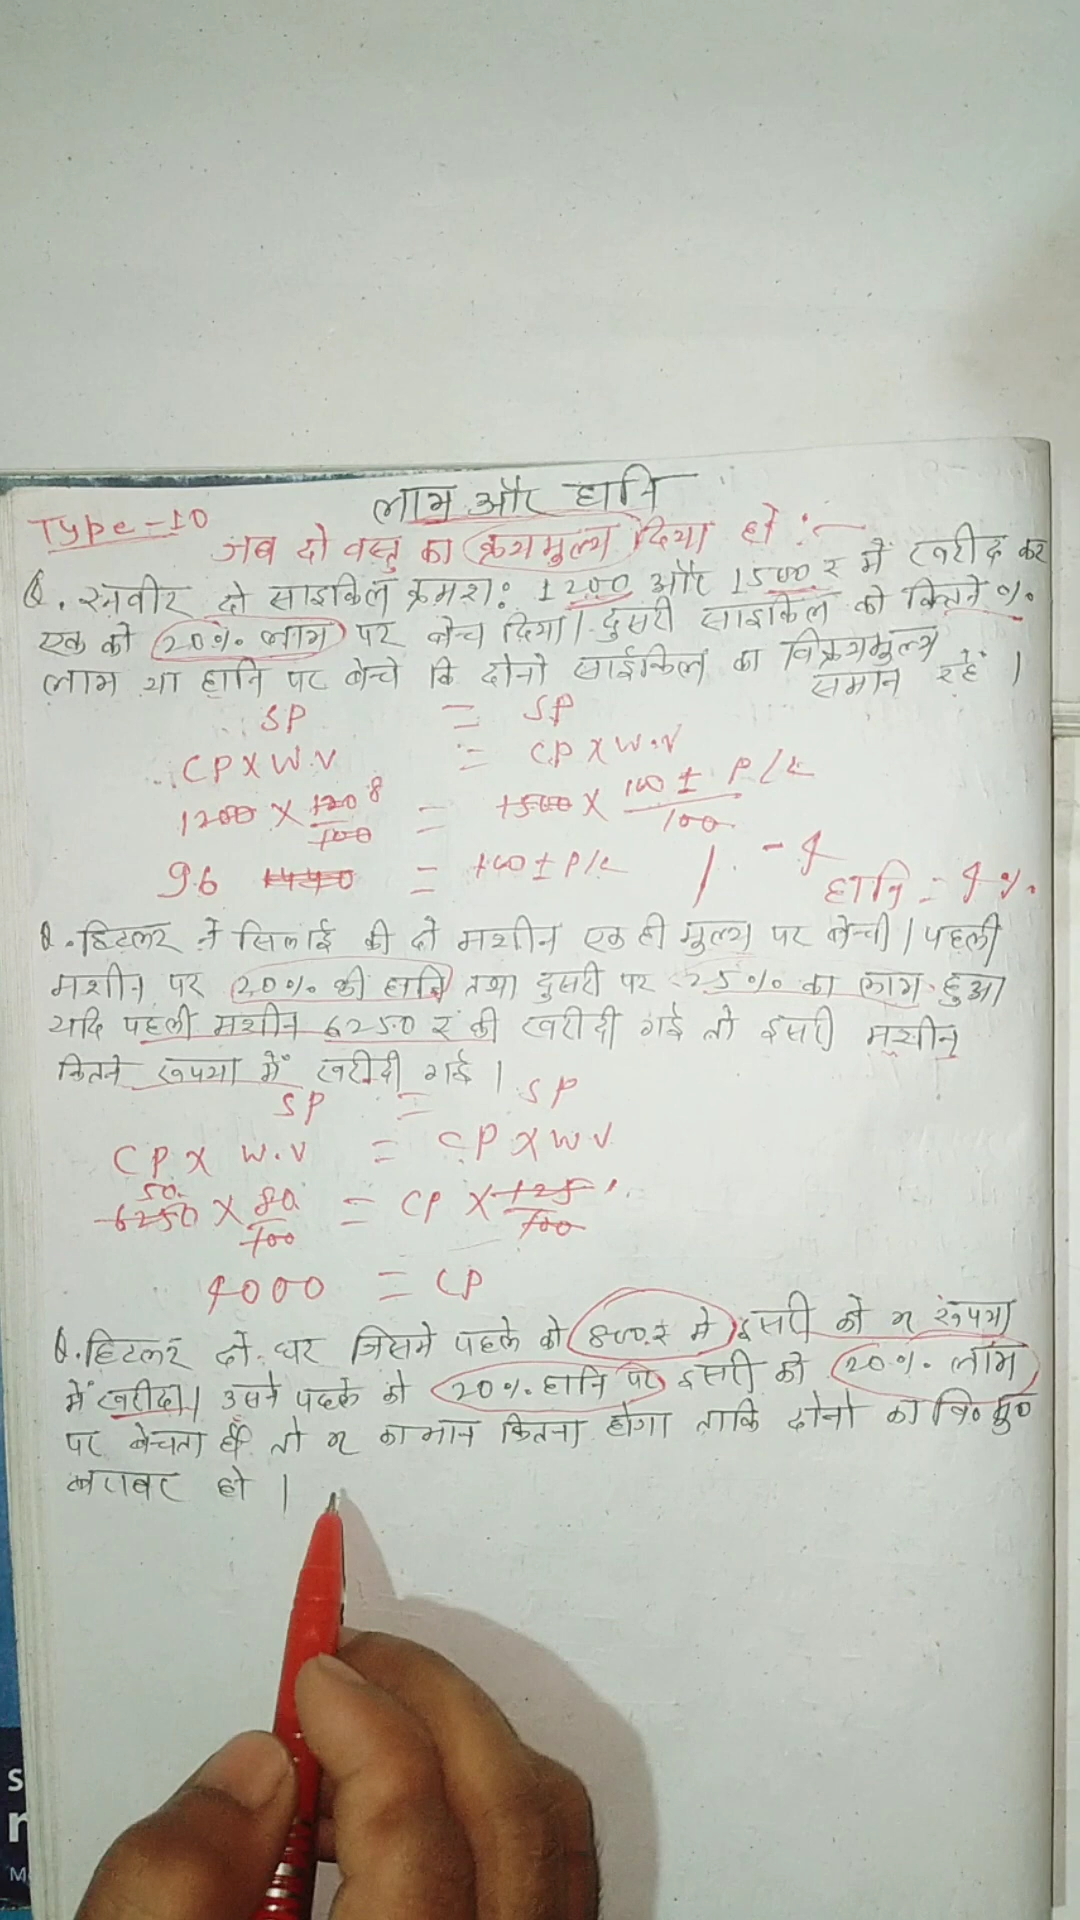 लाभ और हानि
Type-10
जब दो वस्तु का क्रयमुल्य दिया हो :-
Q. रनवीर दो साइकिल क्रमश: 1200 और 1500 ₹ में खरीद कर
एक को 20% लाभ पर बेच दिया। दुसरी साइकिल को कितने %
लाभ या हानि पर बेचे कि दोनो साईकिल का विक्रयमुल्य
समान रहें ।
SP = SP
CP X W.V = CP X W.V
1200 X 120/100 8 = 1500 X 100 ± P/L/100
96 1440 = 100 ± P/L | -4
हानि = 4%
Q. हिटलर ने सिलाई की दो मशीन एक ही मुल्य पर बेन्ची । पहली
मशीन पर 20% की हानि तथा दुसरी पर 25% का लाभ हुआ
यदि पहली मशीन 6250 ₹ की खरीदी गई तो दुसरी मशीन
कितने रूपया में खरीदी गई ।
SP = SP
CP X W.V = CP X W.V
50
6250 X 80/100 = CP X 125/100
4000 = CP
Q. हिटलर दो घर जिसमे पहले को 800 ₹ मे दुसरी को x रूपया
में खरीदा। उसने पहले को 20% हानि पर दुसरी को 20% लाभ
पर बेचता हैं तो x का मान कितना होगा ताकि दोनो का वि० मु०
बराबर हो ।